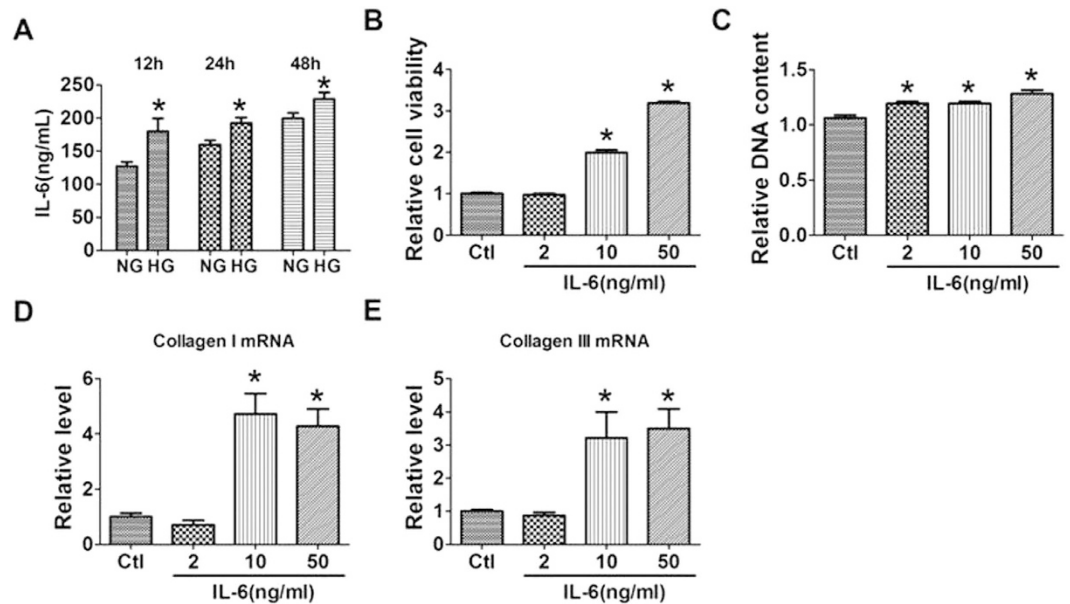 A
12h 24h 48h
IL-6(ng/mL)
250
200
150
100
50
0
* * *
NG HG NG HG NG HG
B
Relative cell viability
4
3
2
1
0
* *
Ctl 2 10 50
IL-6(ng/ml)
C
Relative DNA content
1.5
1.0
0.5
0.0
* * *
Ctl 2 10 50
IL-6(ng/ml)
D
Collagen I mRNA
Relative level
6
4
2
0
* *
Ctl 2 10 50
IL-6(ng/ml)
E
Collagen III mRNA
Relative level
5
4
3
2
1
0
* *
Ctl 2 10 50
IL-6(ng/ml)